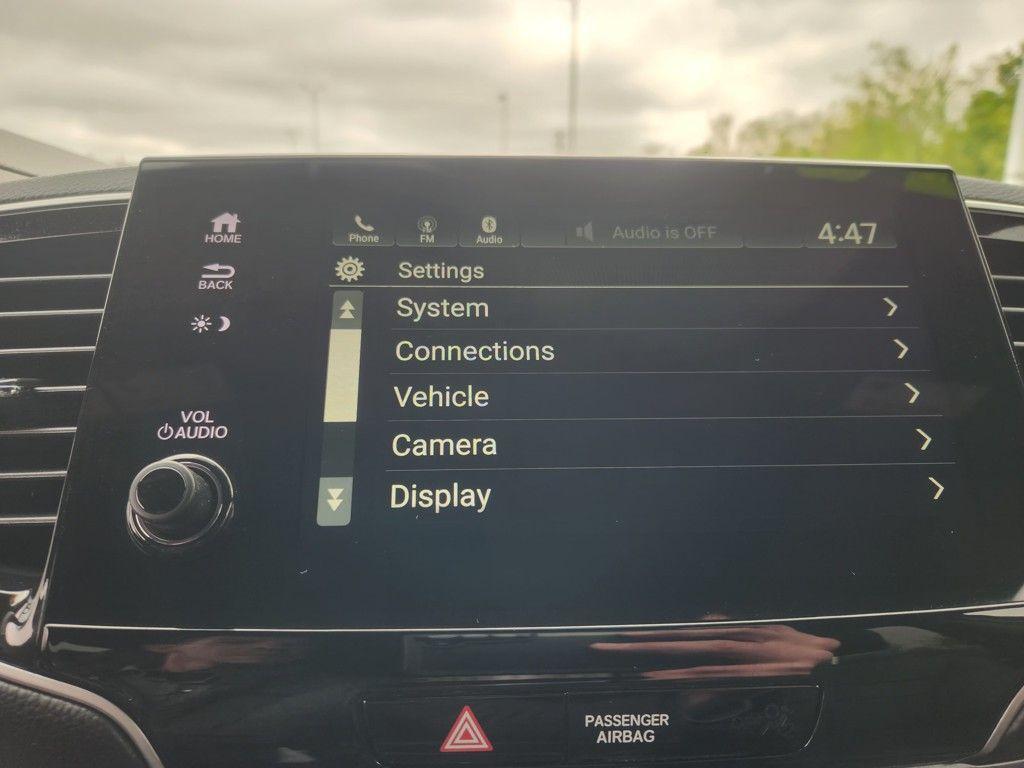 HOME
BACK
VOL
AUDIO
Phone
FM
Audio
Audio is OFF
4:47
Settings
System
Connections
Vehicle
Camera
Display
PASSENGER
AIRBAG